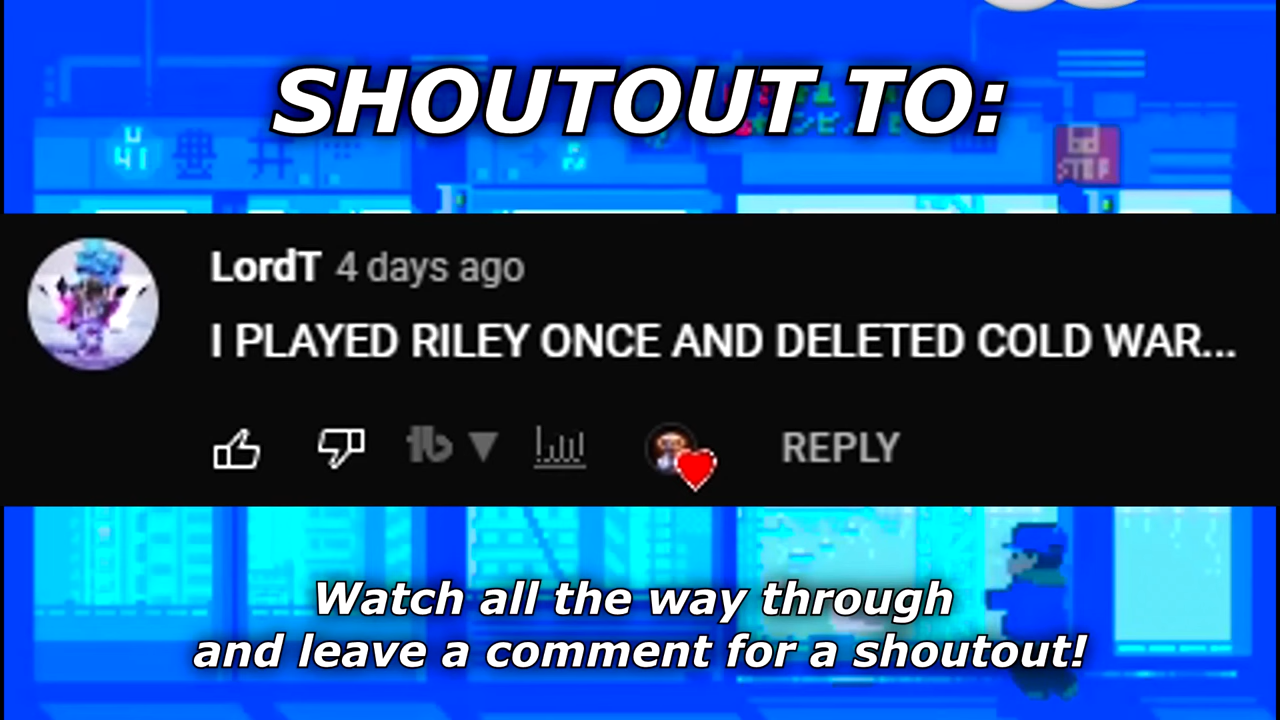 SHOUTOUT TO:
STEP
LordT 4 days ago
I PLAYED RILEY ONCE AND DELETED COLD WAR...
REPLY
Watch all the way through
and leave a comment for a shoutout!